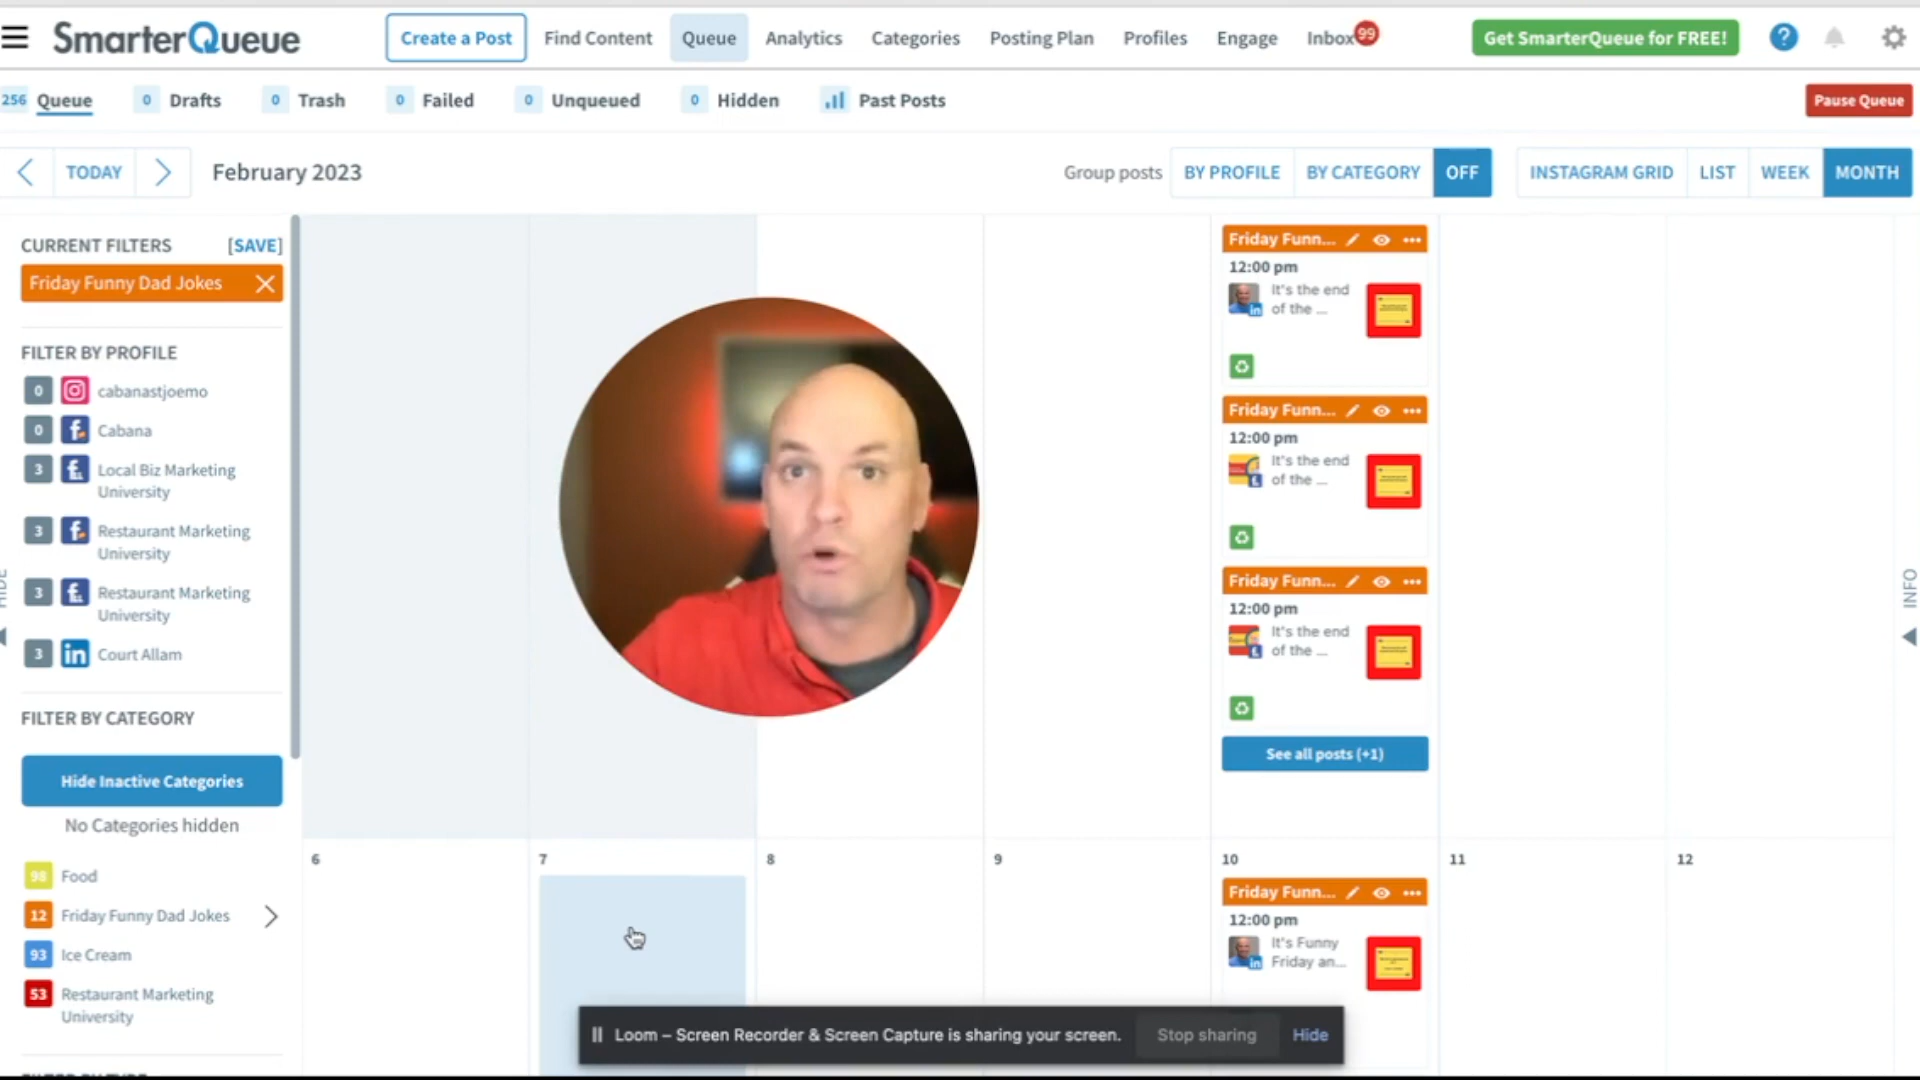 SmarterQueue
Create a Post
Find Content
Queue
Analytics
Categories
Posting Plan
Profiles
Engage
Inbox 99
Get SmarterQueue for FREE!
?
256 Queue
0 Drafts
0 Trash
0 Failed
0 Unqueued
0 Hidden
Past Posts
Pause Queue
TODAY
February 2023
Group posts
BY PROFILE
BY CATEGORY
OFF
INSTAGRAM GRID
LIST
WEEK
MONTH
CURRENT FILTERS [SAVE]
Friday Funny Dad Jokes
FILTER BY PROFILE
0 cabanastjoemo
0 Cabana
3 Local Biz Marketing
University
3 Restaurant Marketing
University
3 Restaurant Marketing
University
3 in Court Allam
FILTER BY CATEGORY
Hide Inactive Categories
No Categories hidden
98 Food
12 Friday Funny Dad Jokes
93 Ice Cream
53 Restaurant Marketing
University
HIDE
Friday Funn...
12:00 pm
It's the end
of the ...
Friday Funn...
12:00 pm
It's the end
of the ...
Friday Funn...
12:00 pm
It's the end
of the ...
See all posts (+1)
INFO
6
7
8
9
10
11
12
Friday Funn...
12:00 pm
It's Funny
Friday an...
Loom – Screen Recorder & Screen Capture is sharing your screen.
Stop sharing
Hide